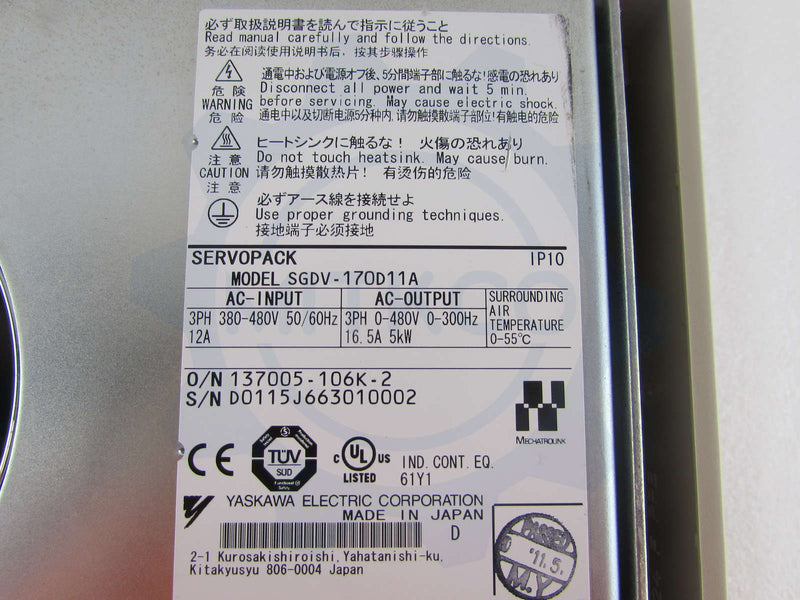 必ず取扱説明書を読んで指示に従うこと
Read manual carefully and follow the directions.
务必在阅读使用说明书后, 按其步骤操作
危険
WARNING
危险
通電中および電源オフ後、5分間端子部に触るな!感電の恐れあり
Disconnect all power and wait 5 min.
before servicing. May cause electric shock.
通电中以及切断电源5分种内,请勿触摸散端子部位!有触电的危险
注意
CAUTION
注意
ヒートシンクに触るな! 火傷の恐れあり
Do not touch heatsink. May cause burn.
请勿触摸散热片! 有烫伤的危险
必ずアース線を接続せよ
Use proper grounding techniques.
接地端子必须接地
SERVOPACK IP10
MODEL SGDV-170D11A
AC-INPUT
3PH 380-480V 50/60Hz
12A
AC-OUTPUT
3PH 0-480V 0-300Hz
16.5A 5kW
SURROUNDING
AIR
TEMPERATURE
0-55℃
O/N 137005-106K-2
S/N D0115J663010002
MECHATROLINK
CE
TÜV
SÜD
Functional
Safety
C UL US
LISTED
IND. CONT. EQ.
61Y1
YASKAWA ELECTRIC CORPORATION
MADE IN JAPAN D
2-1 Kurosakishiroishi, Yahatanishi-ku,
Kitakyusyu 806-0004 Japan
PASSED
'11.5.
M.Y